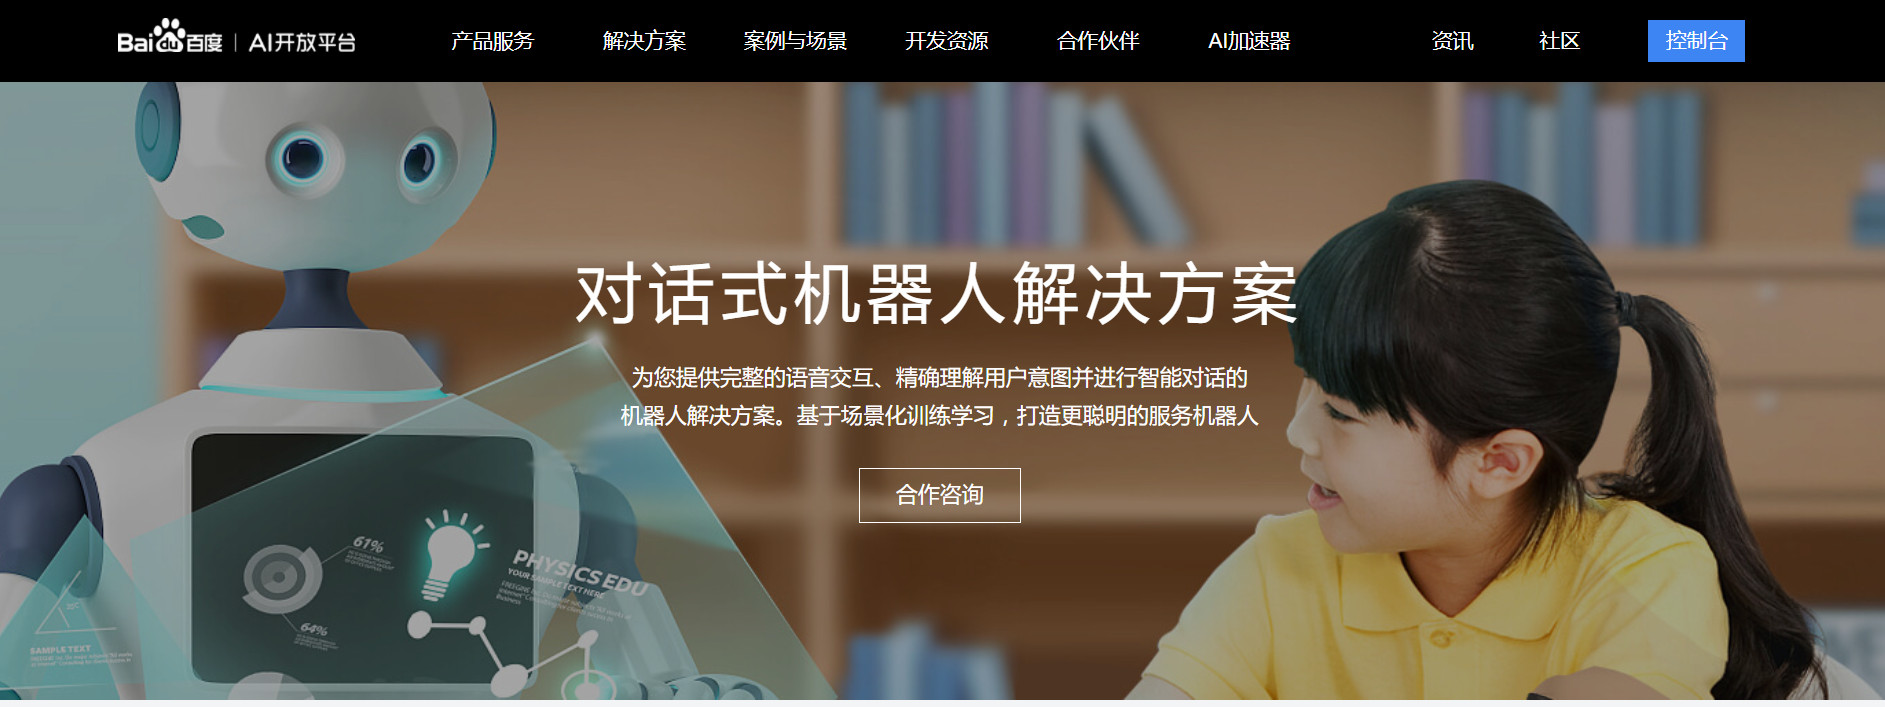 Bai du 百度 | AI开放平台
产品服务 解决方案 案例与场景 开发资源 合作伙伴 AI加速器 资讯 社区 控制台
对话式机器人解决方案
为您提供完整的语音交互、精确理解用户意图并进行智能对话的
机器人解决方案。基于场景化训练学习，打造更聪明的服务机器人
合作咨询
61%
PHYSICS EDU
YOUR SAMPLE TEXT HERE
64%
SAMPLE TEXT